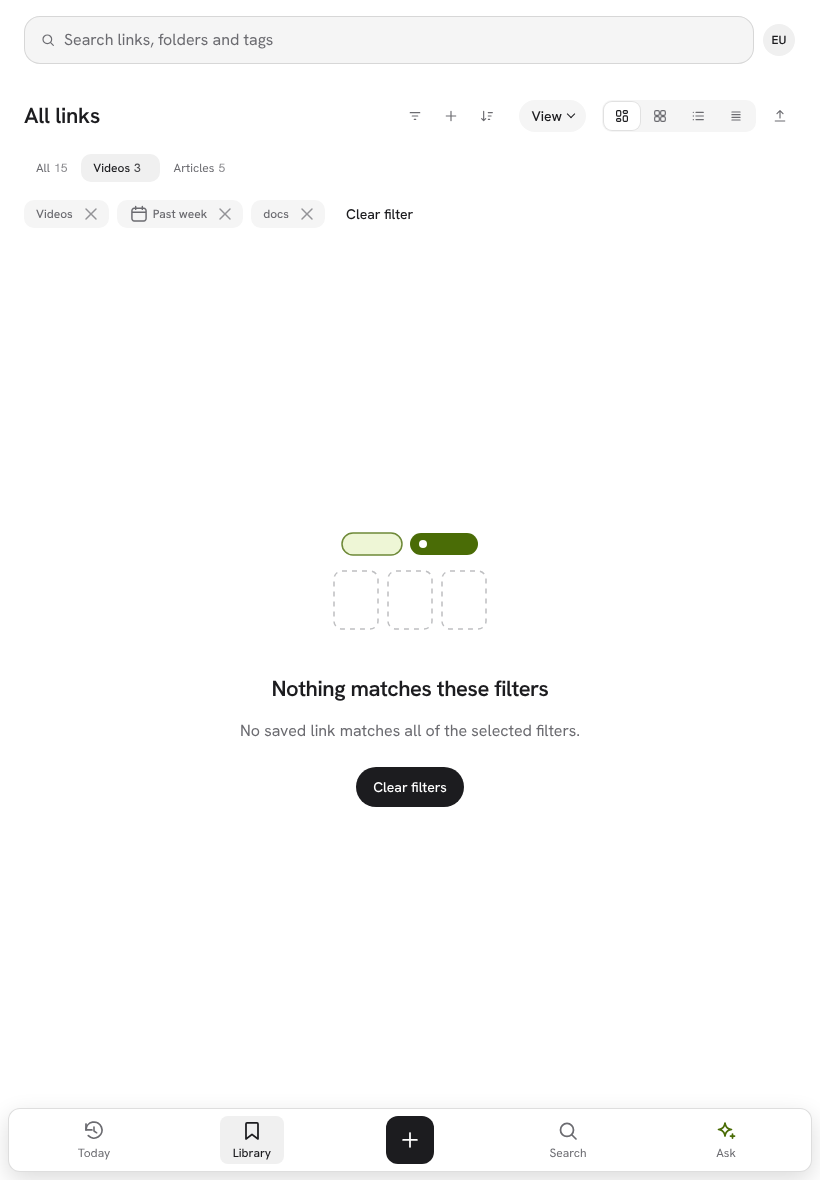 Search links, folders and tags
EU
All links
View
All 15
Videos 3
Articles 5
Videos
Past week
docs
Clear filter
Nothing matches these filters
No saved link matches all of the selected filters.
Clear filters
Today
Library
Search
Ask